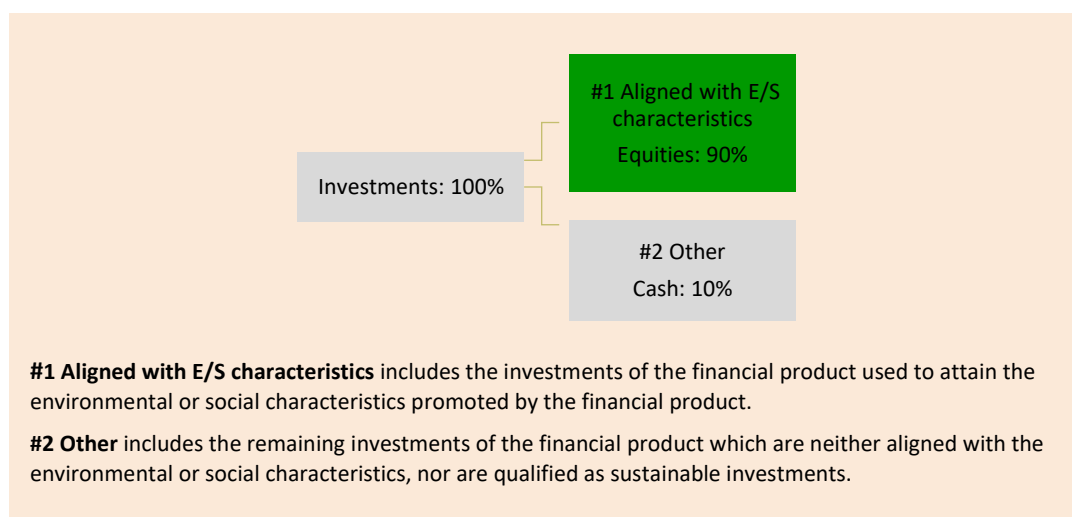 #1 Aligned with E/S
characteristics
Equities: 90%
Investments: 100%
#2 Other
Cash: 10%
#1 Aligned with E/S characteristics includes the investments of the financial product used to attain the
environmental or social characteristics promoted by the financial product.
#2 Other includes the remaining investments of the financial product which are neither aligned with the
environmental or social characteristics, nor are qualified as sustainable investments.